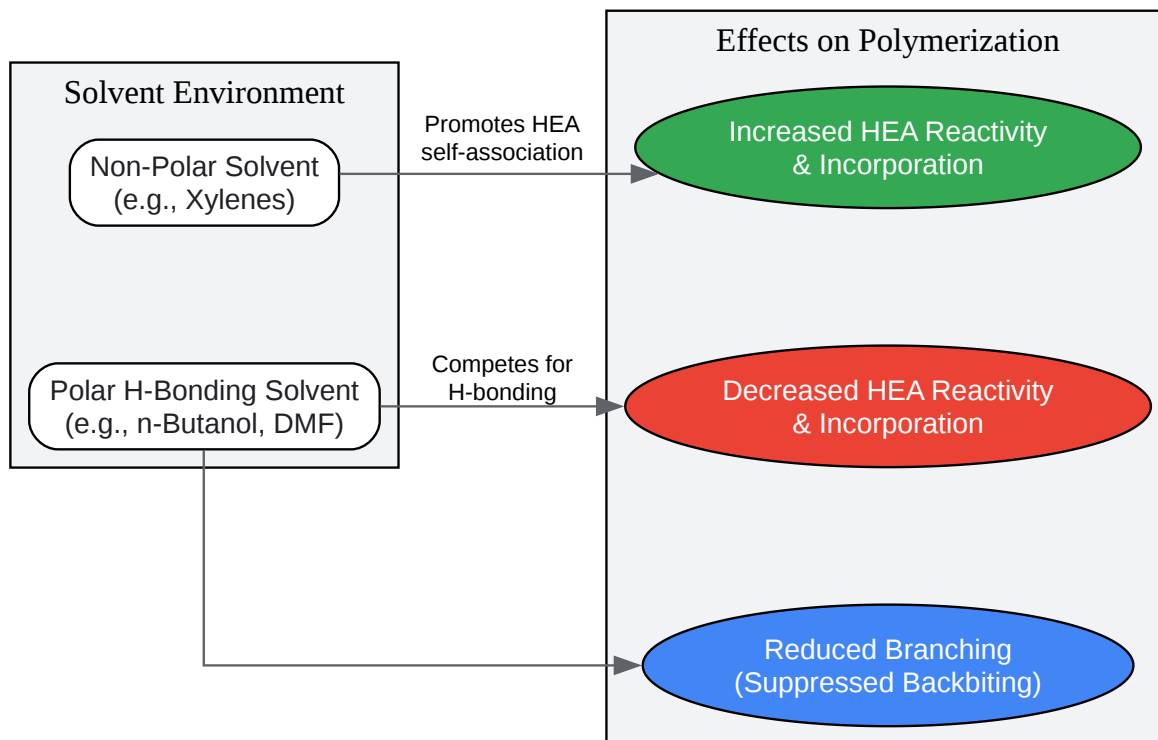 Effects on Polymerization
Solvent Environment
Non-Polar Solvent
(e.g., Xylenes)
Promotes HEA
self-association
Increased HEA Reactivity
& Incorporation
Polar H-Bonding Solvent
(e.g., n-Butanol, DMF)
Competes for
H-bonding
Decreased HEA Reactivity
& Incorporation
Reduced Branching
(Suppressed Backbiting)